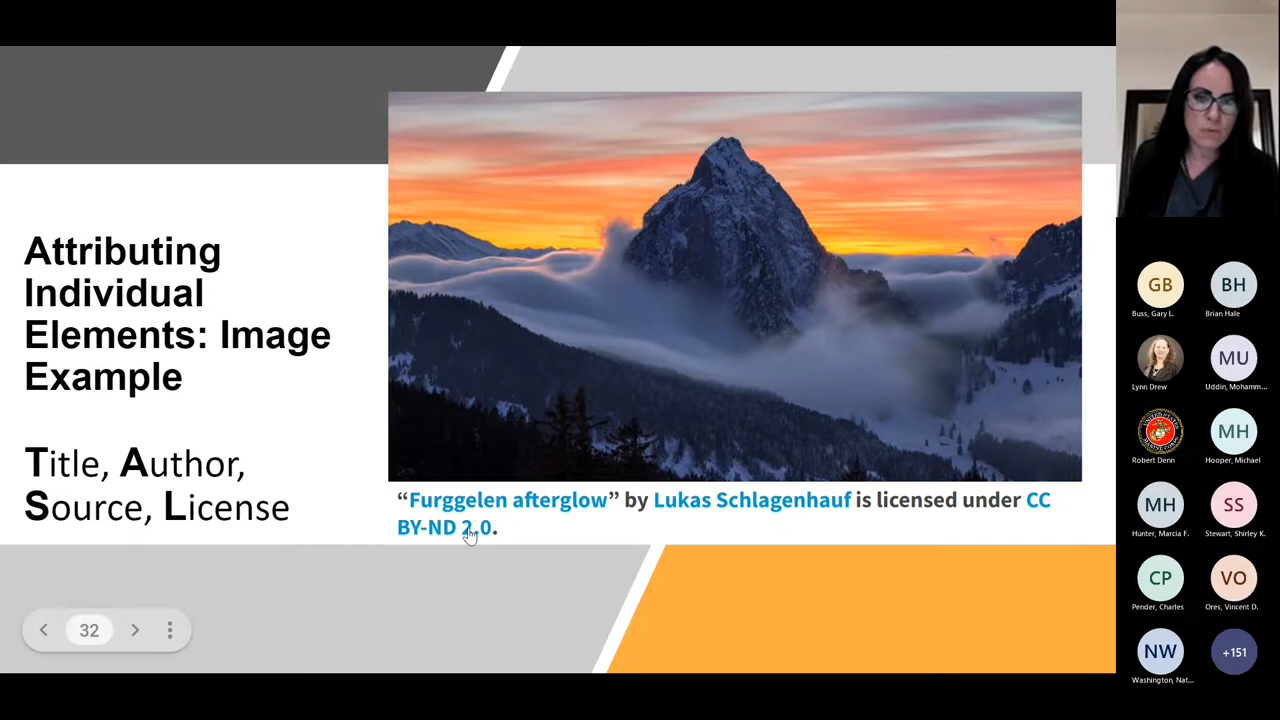 Attributing
Individual
Elements: Image
Example
Title, Author,
Source, License
“Furggelen afterglow” by Lukas Schlagenhauf is licensed under CC
BY-ND 2.0.
32
GB
Buss, Gary L.
BH
Brian Hale
Lynn Drew
MU
Uddin, Mohamm...
Robert Denn
MH
Hooper, Michael
MH
Hunter, Marcia F.
SS
Stewart, Shirley K.
CP
Pender, Charles
VO
Ores, Vincent D.
NW
Washington, Nat...
+151